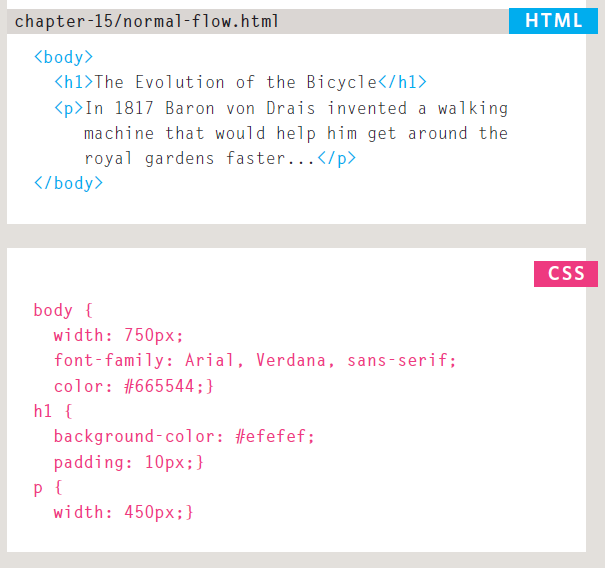 chapter-15/normal-flow.html HTML
<body>
<h1>The Evolution of the Bicycle</h1>
<p>In 1817 Baron von Drais invented a walking
machine that would help him get around the
royal gardens faster...</p>
</body>
CSS
body {
width: 750px;
font-family: Arial, Verdana, sans-serif;
color: #665544;}
h1 {
background-color: #efefef;
padding: 10px;}
p {
width: 450px;}